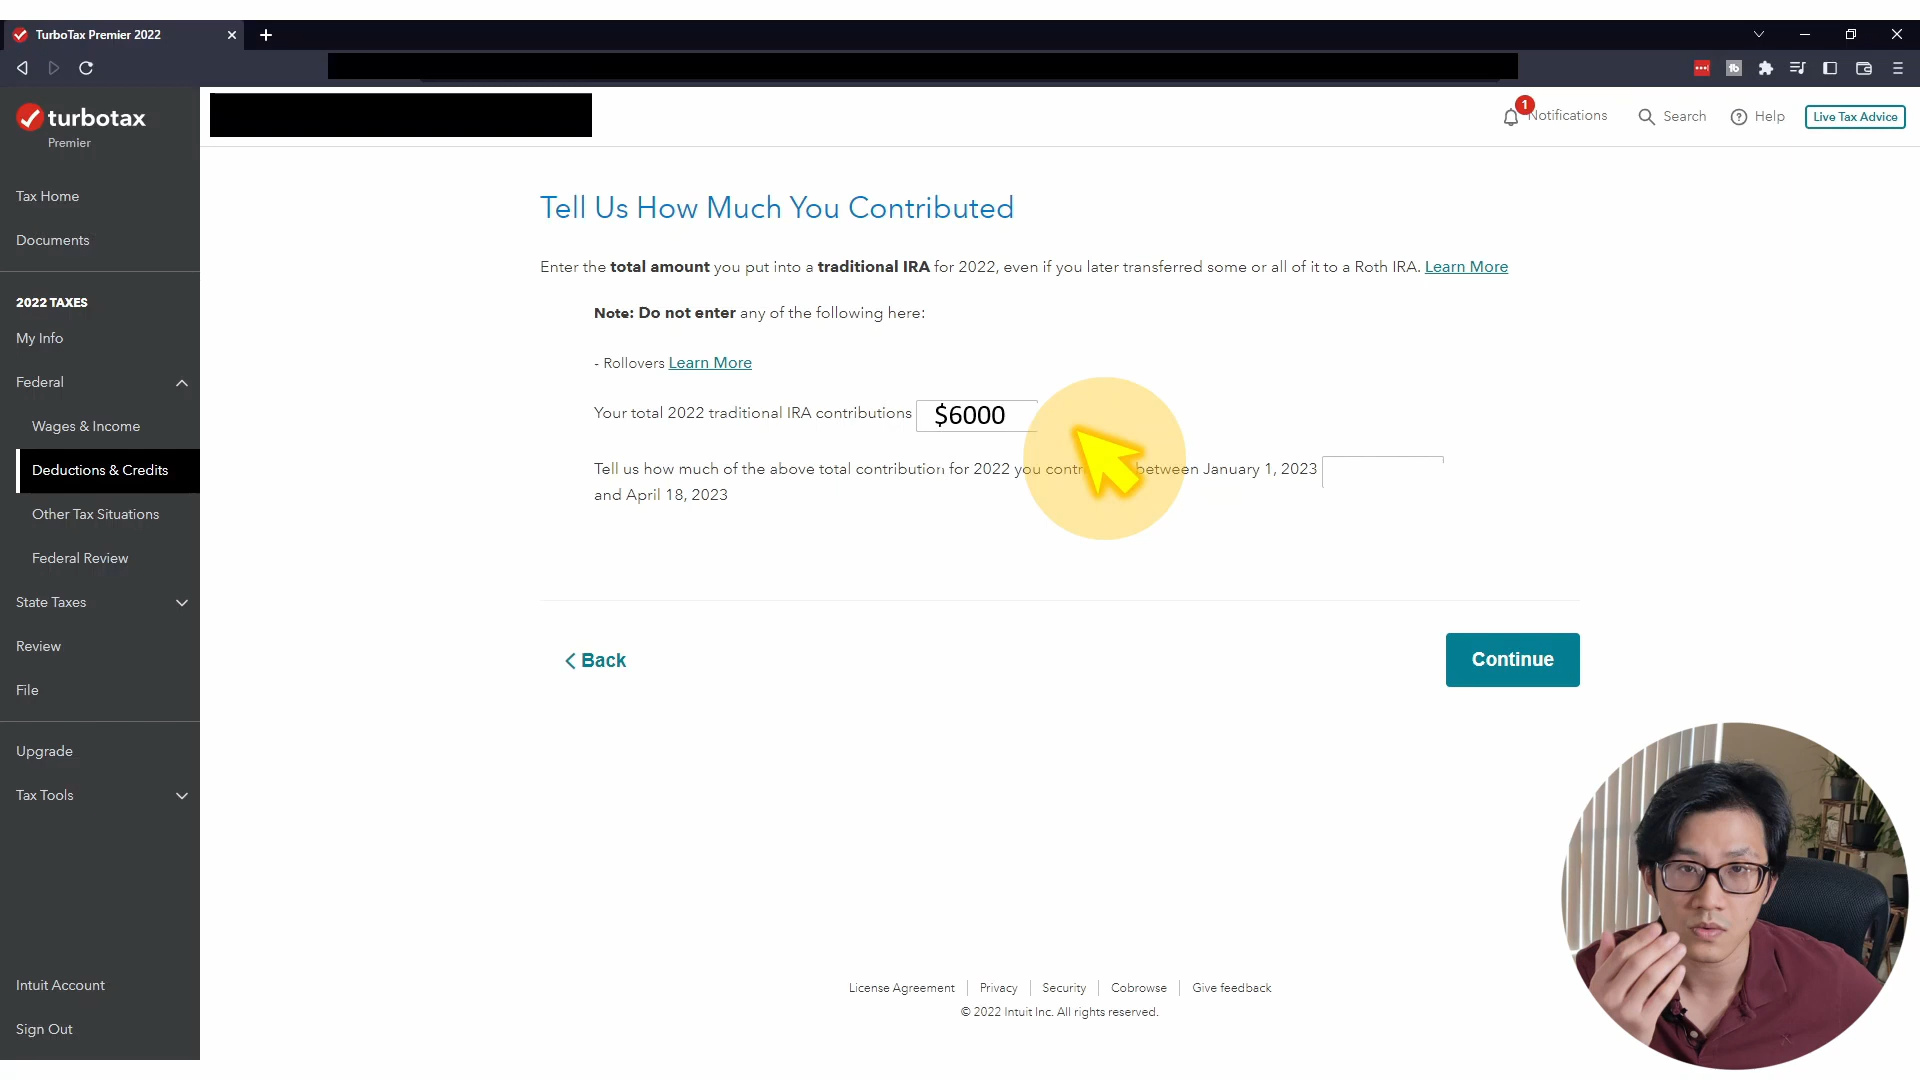 TurboTax Premier 2022
turbotax
Premier
Notifications
1
Search
Help
Live Tax Advice
Tax Home
Documents
2022 TAXES
My Info
Federal
Wages & Income
Deductions & Credits
Other Tax Situations
Federal Review
State Taxes
Review
File
Upgrade
Tax Tools
Intuit Account
Sign Out
Tell Us How Much You Contributed
Enter the total amount you put into a traditional IRA for 2022, even if you later transferred some or all of it to a Roth IRA. Learn More
Note: Do not enter any of the following here:
- Rollovers Learn More
Your total 2022 traditional IRA contributions $6000
Tell us how much of the above total contribution for 2022 you between January 1, 2023
and April 18, 2023
Back
Continue
License Agreement Privacy Security Cobrowse Give feedback
© 2022 Intuit Inc. All rights reserved.